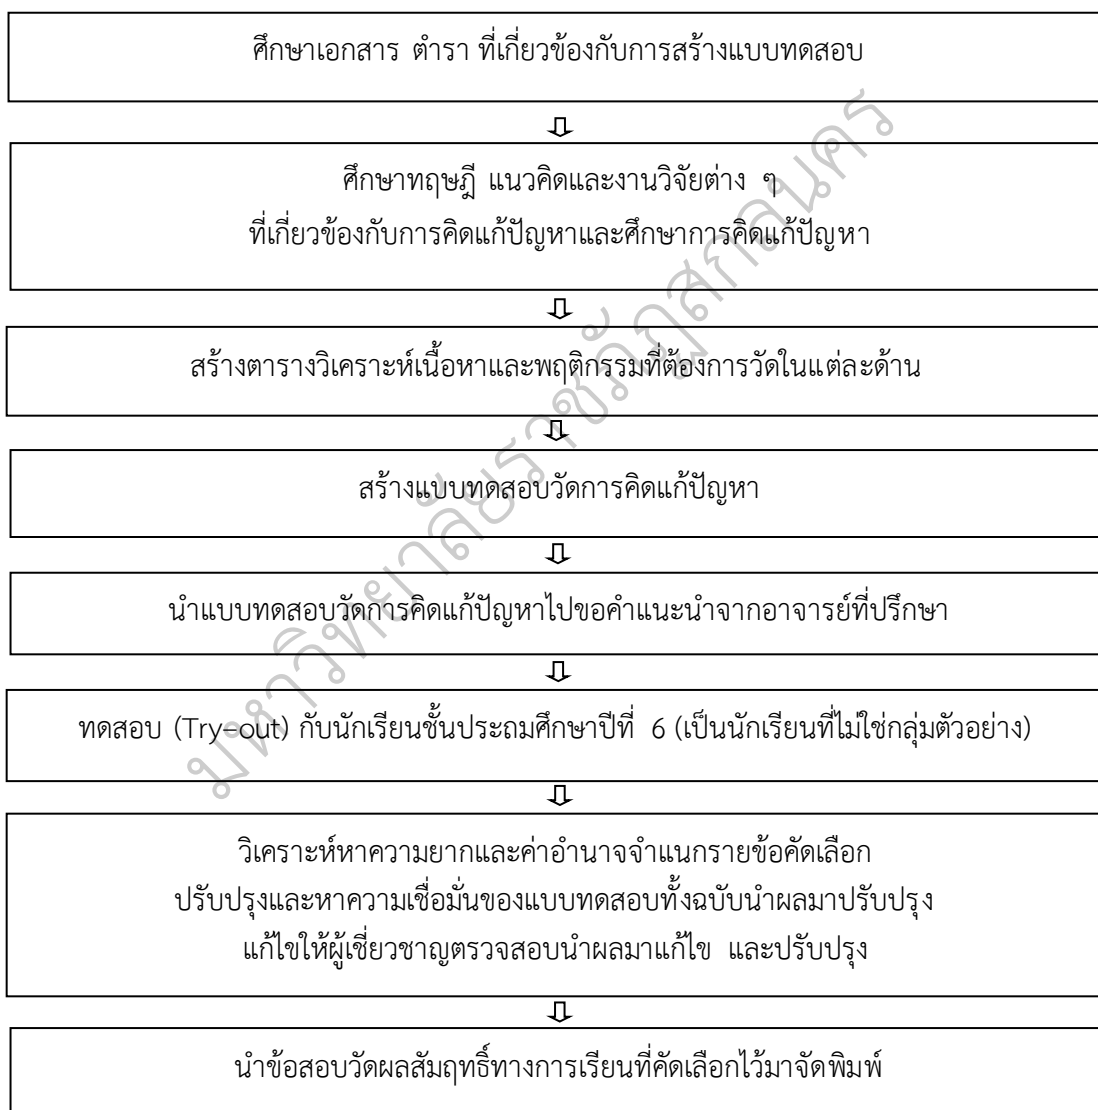 ศึกษาเอกสาร ตำรา ที่เกี่ยวข้องกับการสร้างแบบทดสอบ
ศึกษาทฤษฎี แนวคิดและงานวิจัยต่าง ๆ
ที่เกี่ยวข้องกับการคิดแก้ปัญหาและศึกษาการคิดแก้ปัญหา
สร้างตารางวิเคราะห์เนื้อหาและพฤติกรรมที่ต้องการวัดในแต่ละด้าน
สร้างแบบทดสอบวัดการคิดแก้ปัญหา
นำแบบทดสอบวัดการคิดแก้ปัญหาไปขอคำแนะนำจากอาจารย์ที่ปรึกษา
ทดสอบ (Try-out) กับนักเรียนชั้นประถมศึกษาปีที่ 6 (เป็นนักเรียนที่ไม่ใช่กลุ่มตัวอย่าง)
วิเคราะห์หาความยากและค่าอำนาจจำแนกรายข้อคัดเลือก
ปรับปรุงและหาความเชื่อมั่นของแบบทดสอบทั้งฉบับนำผลมาปรับปรุง
แก้ไขให้ผู้เชี่ยวชาญตรวจสอบนำผลมาแก้ไข และปรับปรุง
นำข้อสอบวัดผลสัมฤทธิ์ทางการเรียนที่คัดเลือกไว้มาจัดพิมพ์
มหาวิทยาลัยราชภัฏสกลนคร